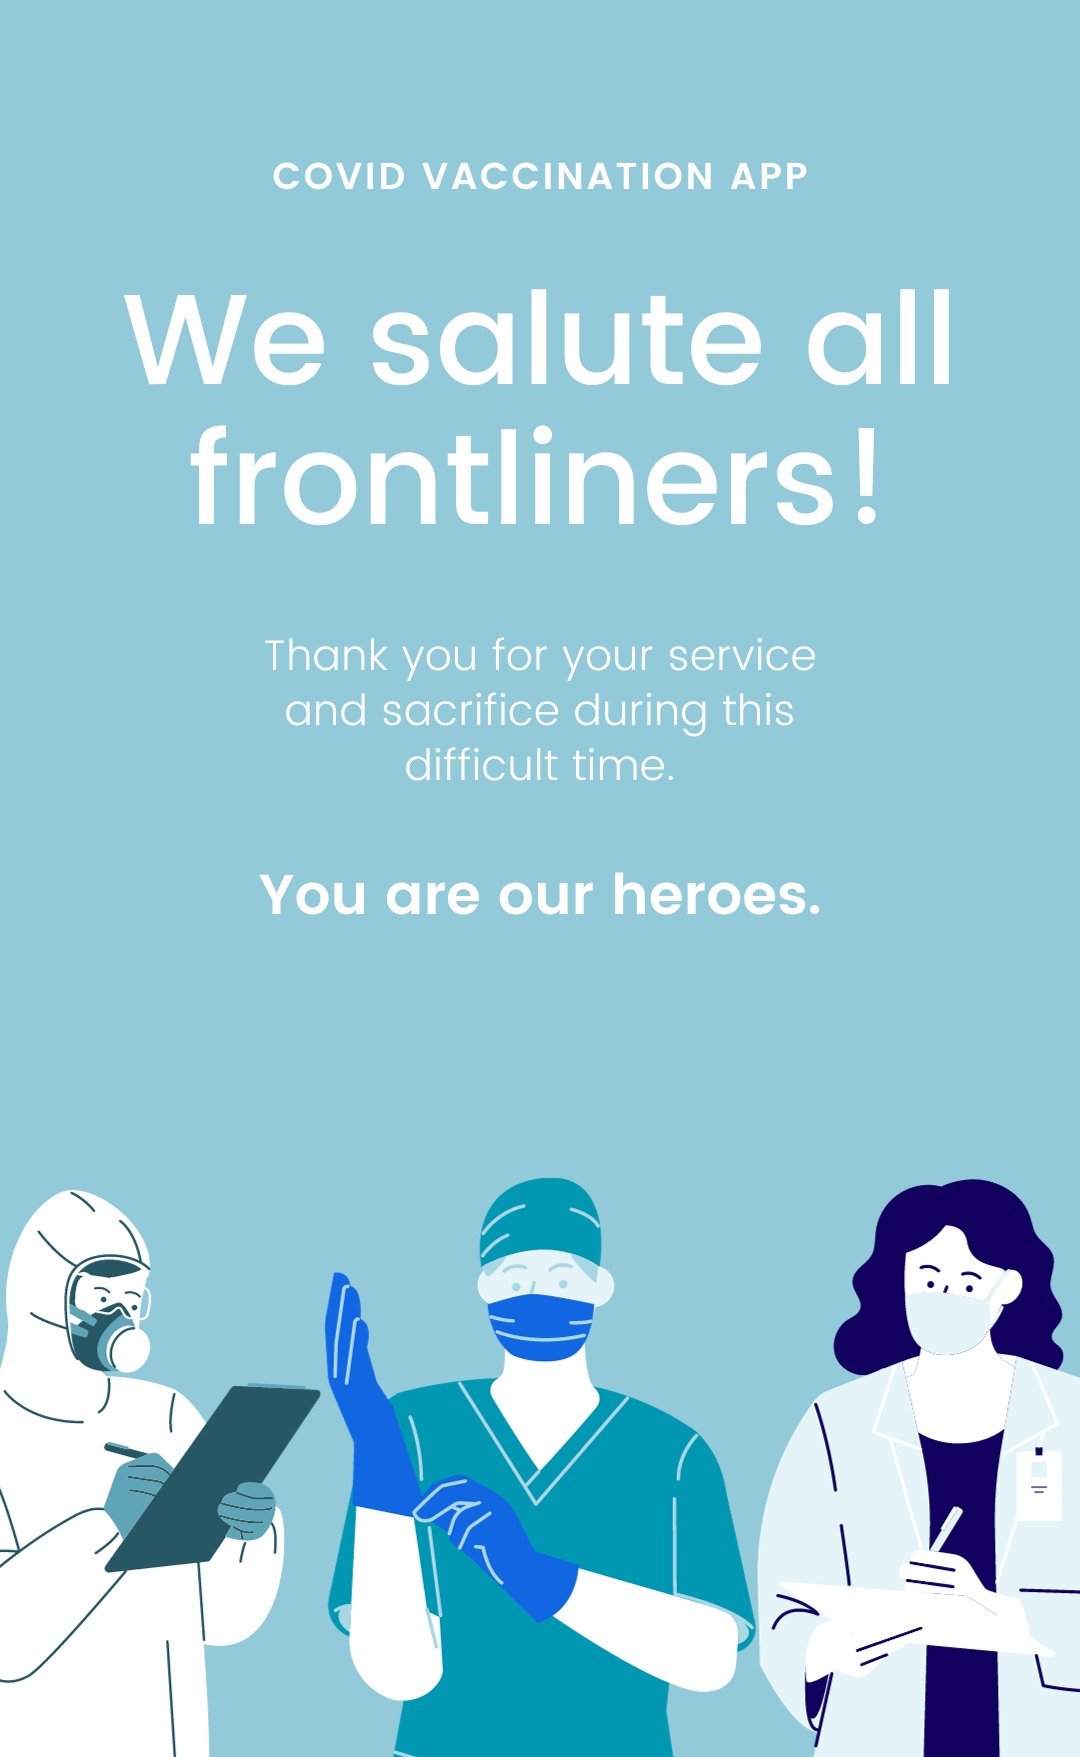 COVID VACCINATION APP
We salute all
frontliners!
Thank you for your service
and sacrifice during this
difficult time.
You are our heroes.